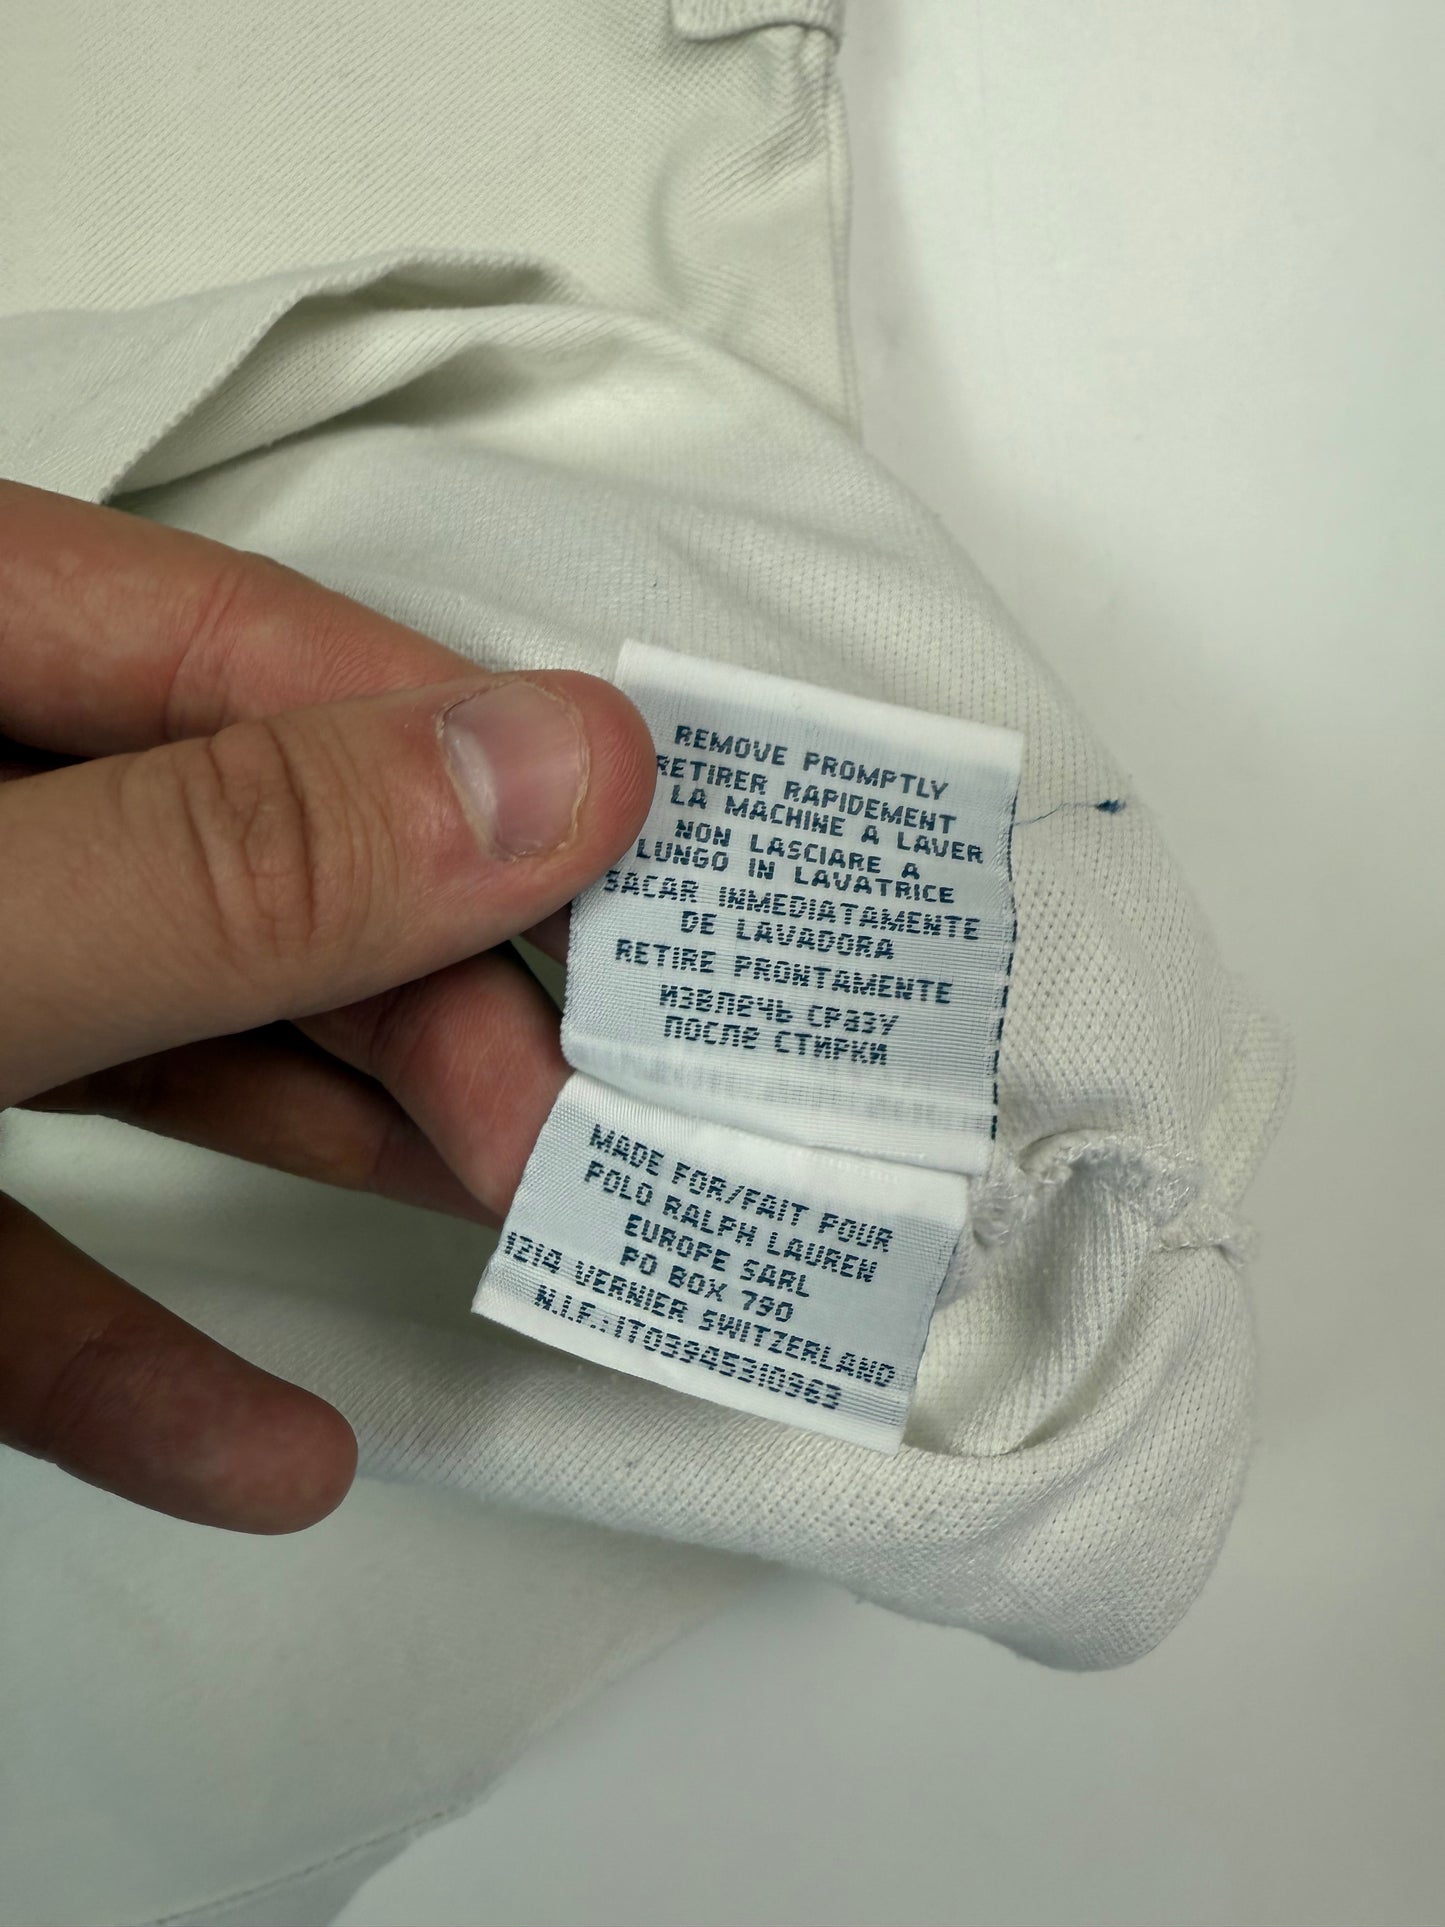 REMOVE PROMPTLY
RETIRER RAPIDEMENT
LA MACHINE A LAVER
NON LASCIARE A
LUNGO IN LAVATRICE
SACAR INMEDIATAMENTE
DE LAVADORA
RETIRE PRONTAMENTE
ИЗВЛЕЧЬ СРАЗУ
ПОСЛЕ СТИРКИ
MADE FOR/FAIT POUR
POLO RALPH LAUREN
EUROPE SARL
PO BOX 790
1214 VERNIER SWITZERLAND
N.I.F.:IT03945310963